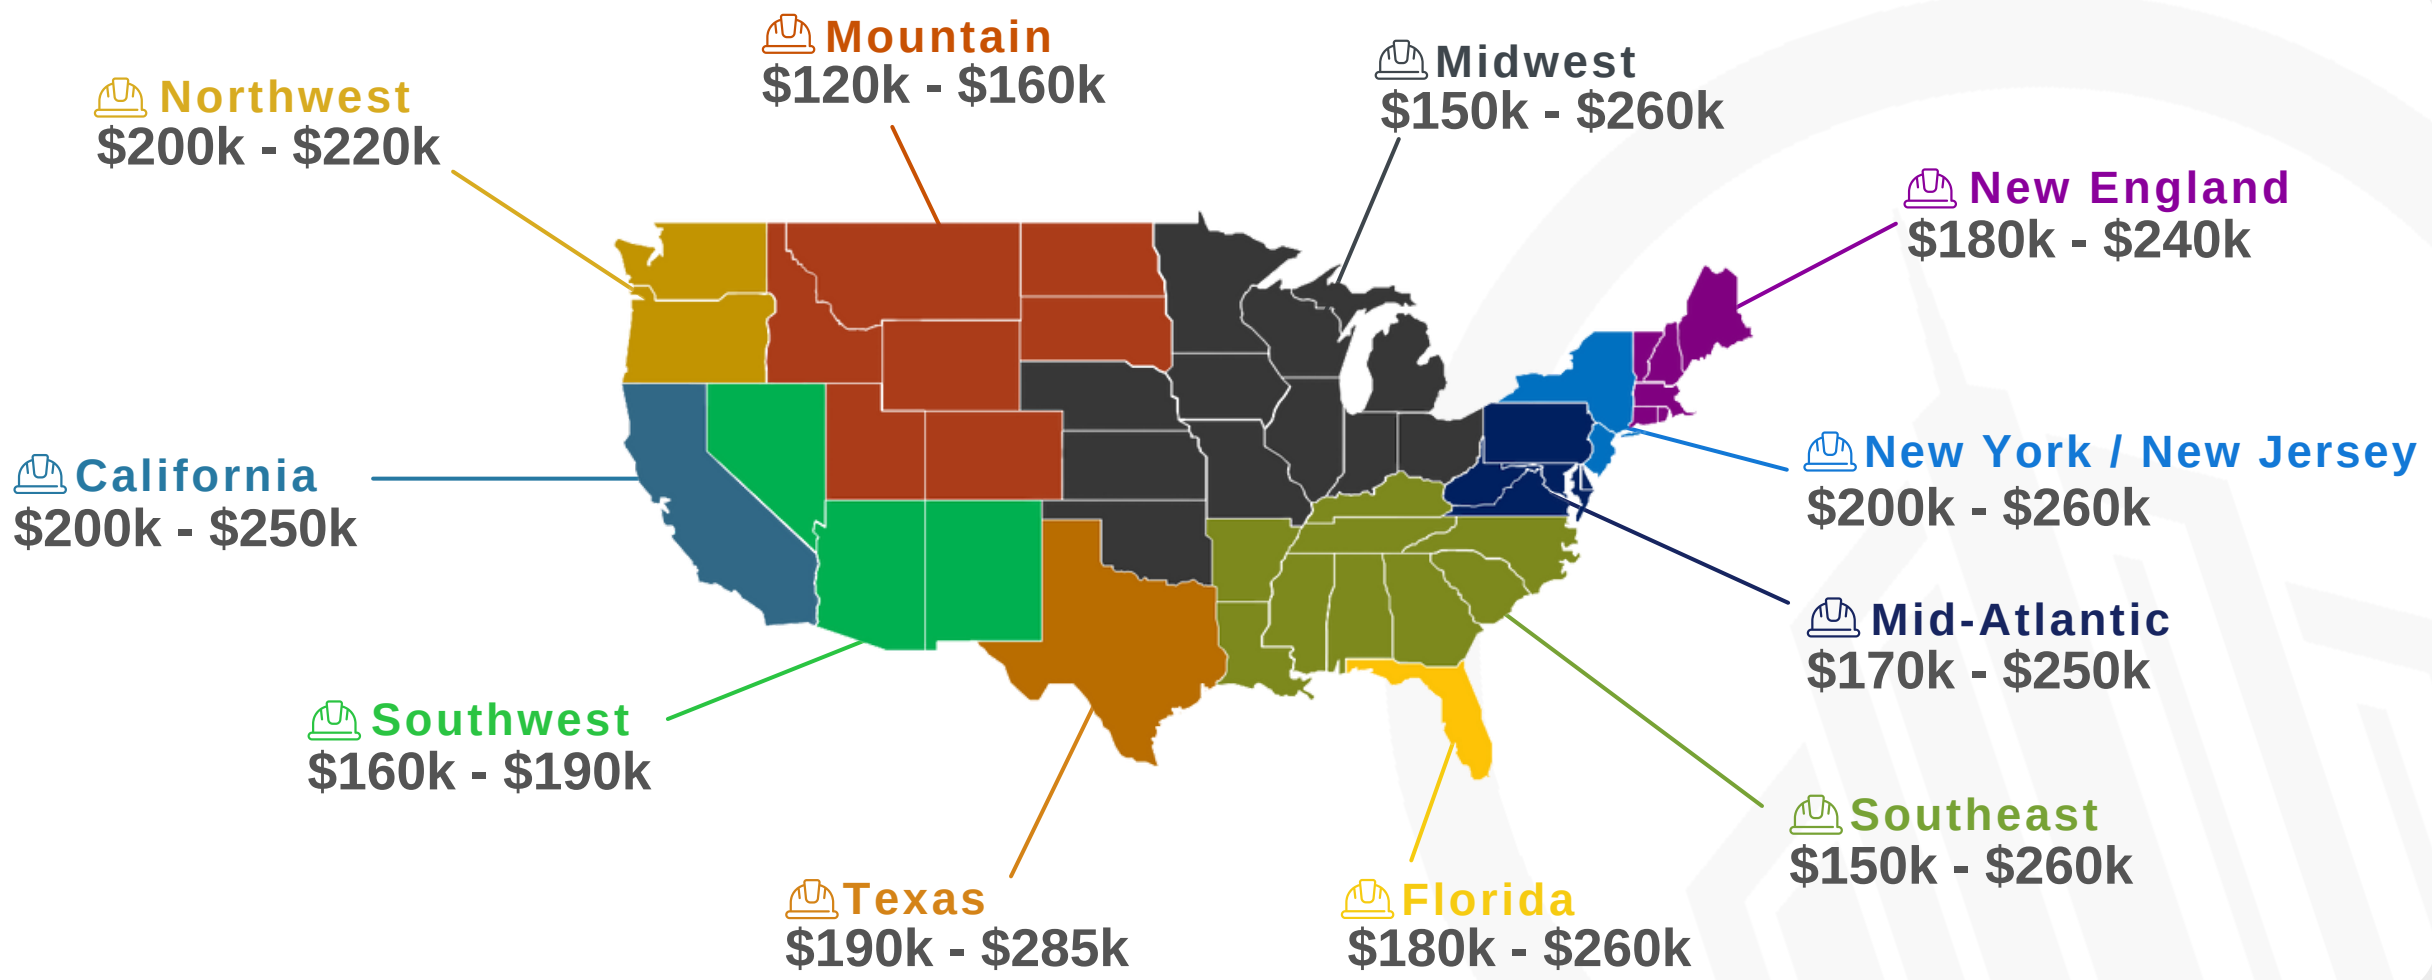 Mountain
$120k - $160k
Midwest
$150k - $260k
Northwest
$200k - $220k
New England
$180k - $240k
California
$200k - $250k
New York / New Jersey
$200k - $260k
Mid-Atlantic
$170k - $250k
Southwest
$160k - $190k
Southeast
$150k - $260k
Texas
$190k - $285k
Florida
$180k - $260k